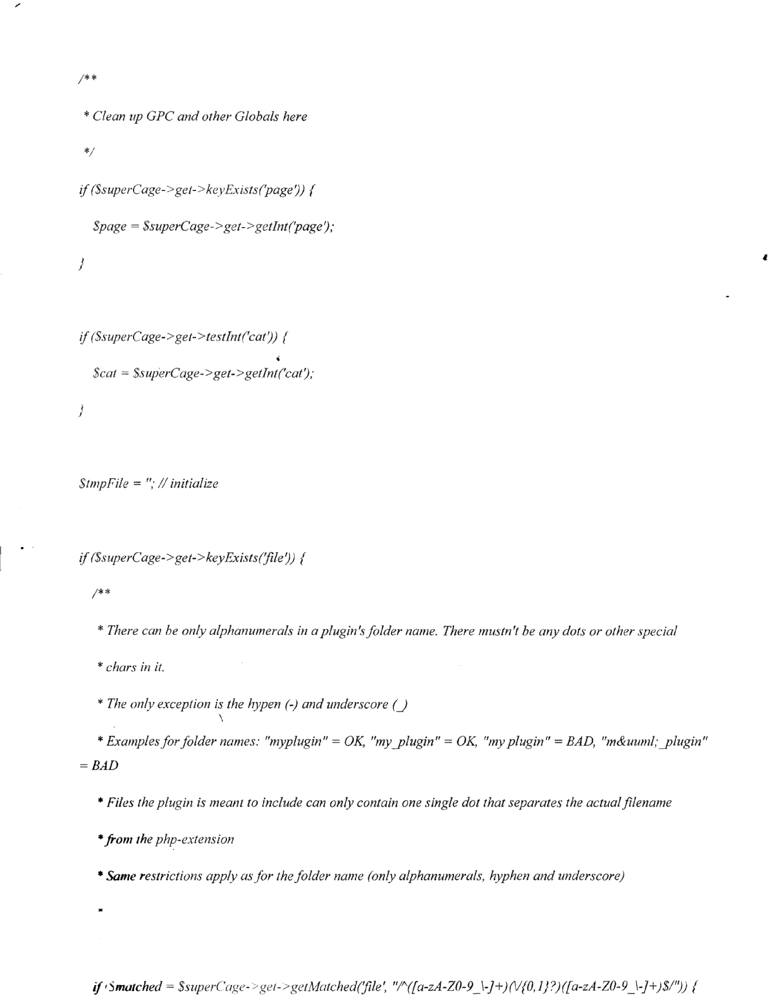 /**
* Clean up GPC and other Globals here
*/
if ($superCage->get->keyExists('page')) {
$page = $superCage->get->getInt('page');
}
if ($superCage->get->testInt('cat')) {
$cat = $superCage->get->getInt('cat');
}
$tmpFile = ''; // initialize
if ($superCage->get->keyExists('file')) {
/**
* There can be only alphanumerals in a plugin's folder name. There mustn't be any dots or other special
* chars in it.
* The only exception is the hypen (-) and underscore (_)
* Examples for folder names: "myplugin" = OK, "my_plugin" = OK, "my plugin" = BAD, "m&uuml;_plugin"
= BAD
* Files the plugin is meant to include can only contain one single dot that separates the actual filename
* from the php-extension
* Same restrictions apply as for the folder name (only alphanumerals, hyphen and underscore)
if ($matched = $superCage->get->getMatched('file', "/^([a-zA-Z0-9_\-]+)(\/{0,1}?)([a-zA-Z0-9_\-]+)$/")) {